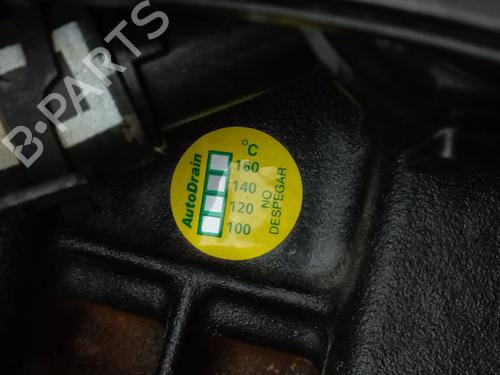 B-PARTS
AutoDrain
°C
160
140
120
100
NO
DESPEGAR